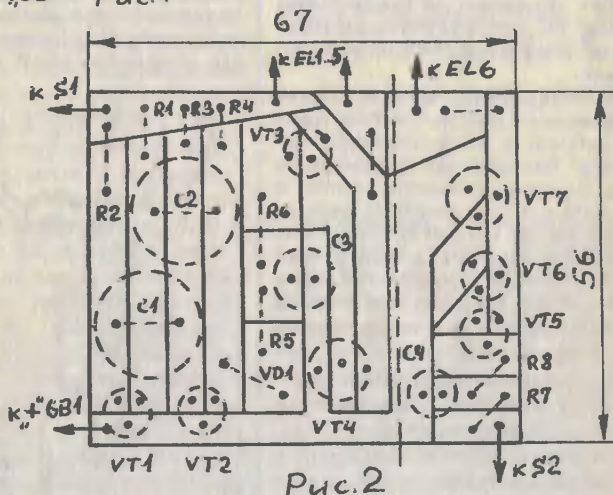 Рис.1
67
к EL1.5
к EL6
к S1
R1
R3
R4
VT3
R2
C2
R6
VT7
C3
VT6
56
C1
VT5
R5
C4
R8
VD1
R7
к „+" GB1
VT1
VT2
VT4
к S2
Рис.2